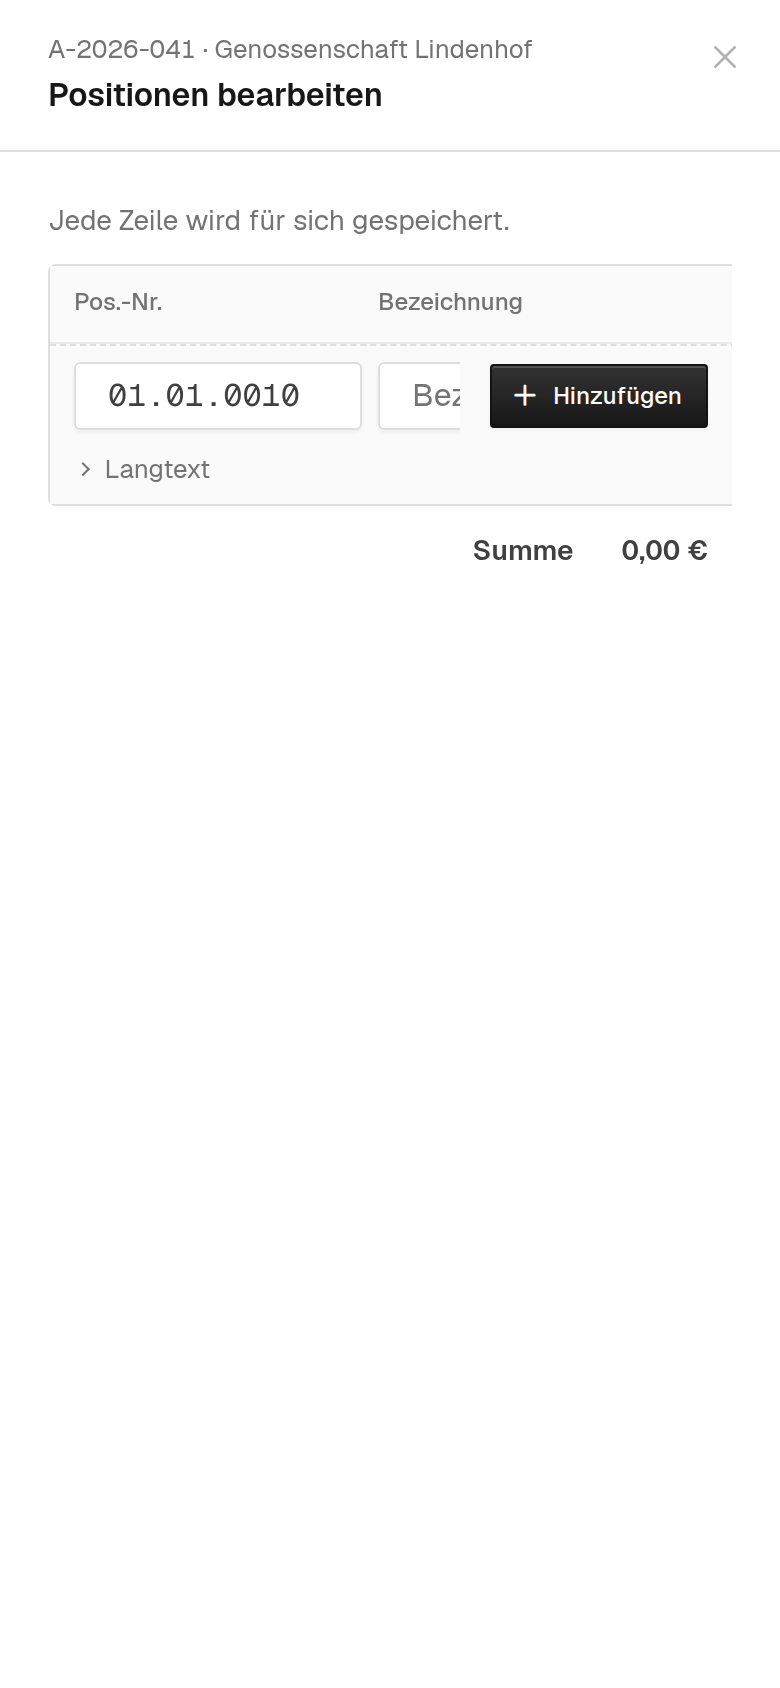 A-2026-041 · Genossenschaft Lindenhof
Positionen bearbeiten
Jede Zeile wird für sich gespeichert.
Pos.-Nr. Bezeichnung
01.01.0010 Bez Hinzufügen
Langtext
Summe 0,00 €